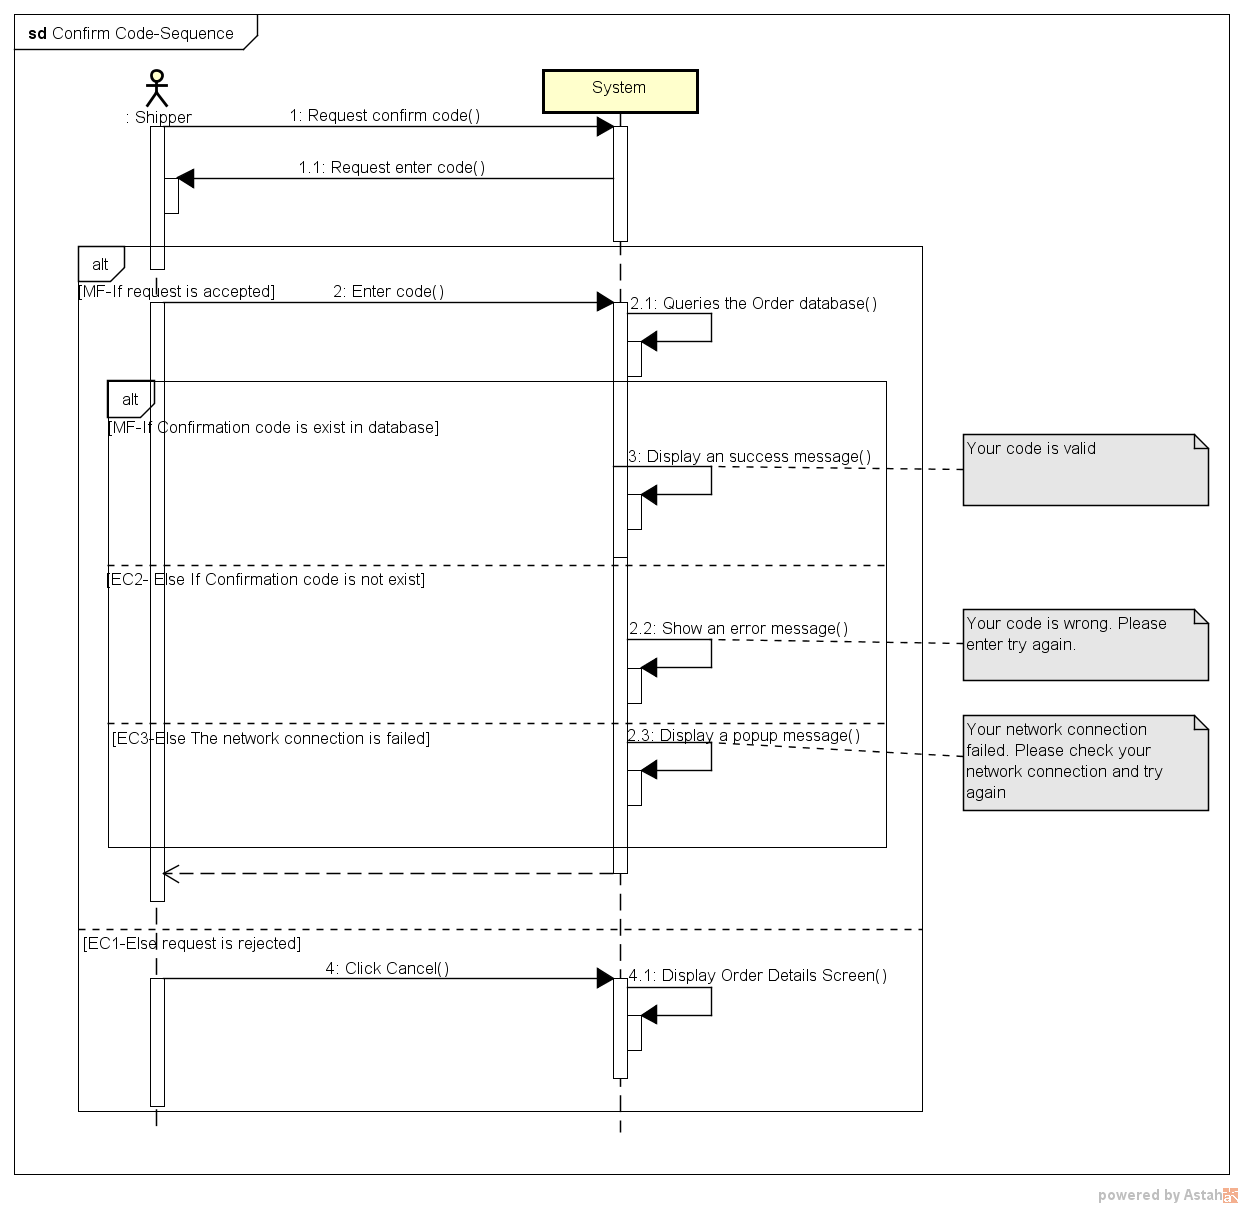 sd Confirm Code-Sequence
System
: Shipper
1: Request confirm code()
1.1: Request enter code()
alt
[MF-If request is accepted]
2: Enter code()
2.1: Queries the Order database()
alt
[MF-If Confirmation code is exist in database]
3: Display an success message()
Your code is valid
[EC2- Else If Confirmation code is not exist]
2.2: Show an error message()
Your code is wrong. Please
enter try again.
[EC3-Else The network connection is failed]
2.3: Display a popup message()
Your network connection
failed. Please check your
network connection and try
again
[EC1-Else request is rejected]
4: Click Cancel()
4.1: Display Order Details Screen()
powered by Astah